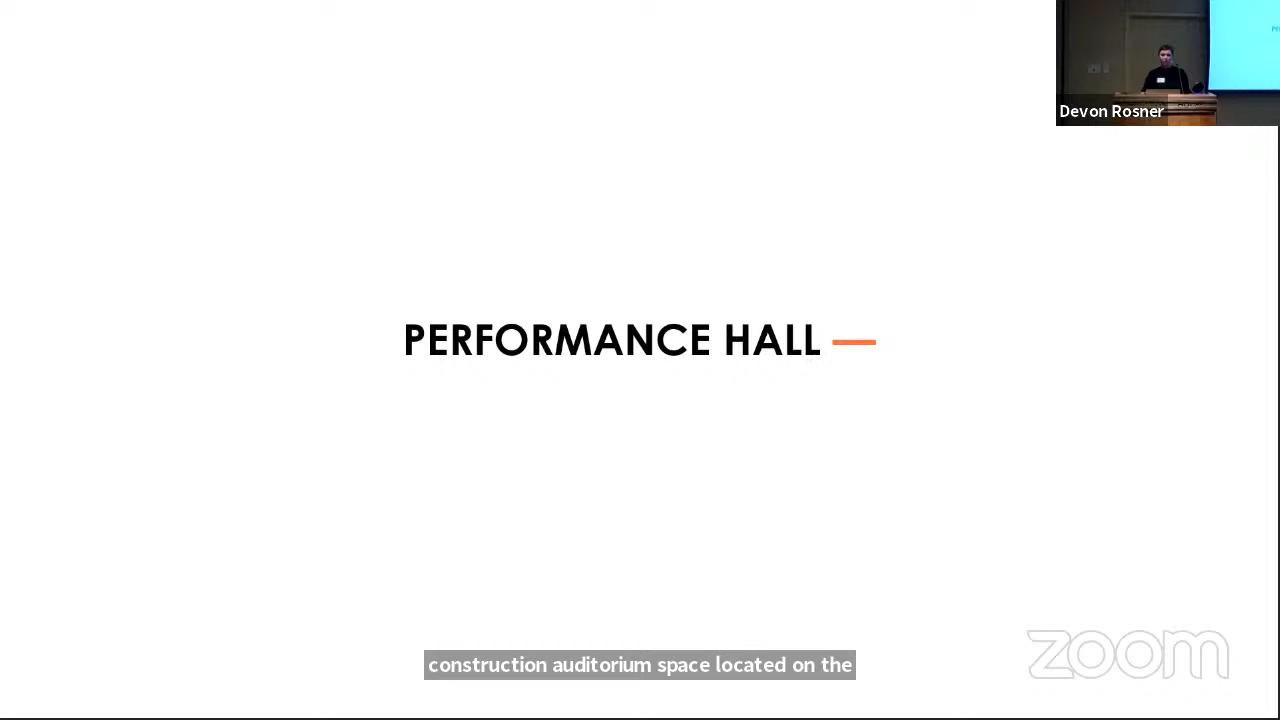 Devon Rosner
PERFORMANCE HALL —
construction auditorium space located on the
zoom